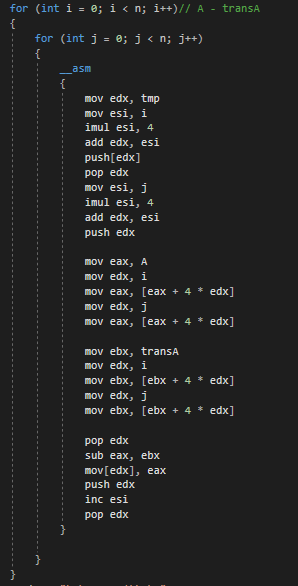 for (int i = 0; i < n; i++)// A - transA
{
for (int j = 0; j < n; j++)
{
__asm
{
mov edx, tmp
mov esi, i
imul esi, 4
add edx, esi
push[edx]
pop edx
mov esi, j
imul esi, 4
add edx, esi
push edx
mov eax, A
mov edx, i
mov eax, [eax + 4 * edx]
mov edx, j
mov eax, [eax + 4 * edx]
mov ebx, transA
mov edx, i
mov ebx, [ebx + 4 * edx]
mov edx, j
mov ebx, [ebx + 4 * edx]
pop edx
sub eax, ebx
mov[edx], eax
push edx
inc esi
pop edx
}
}
}